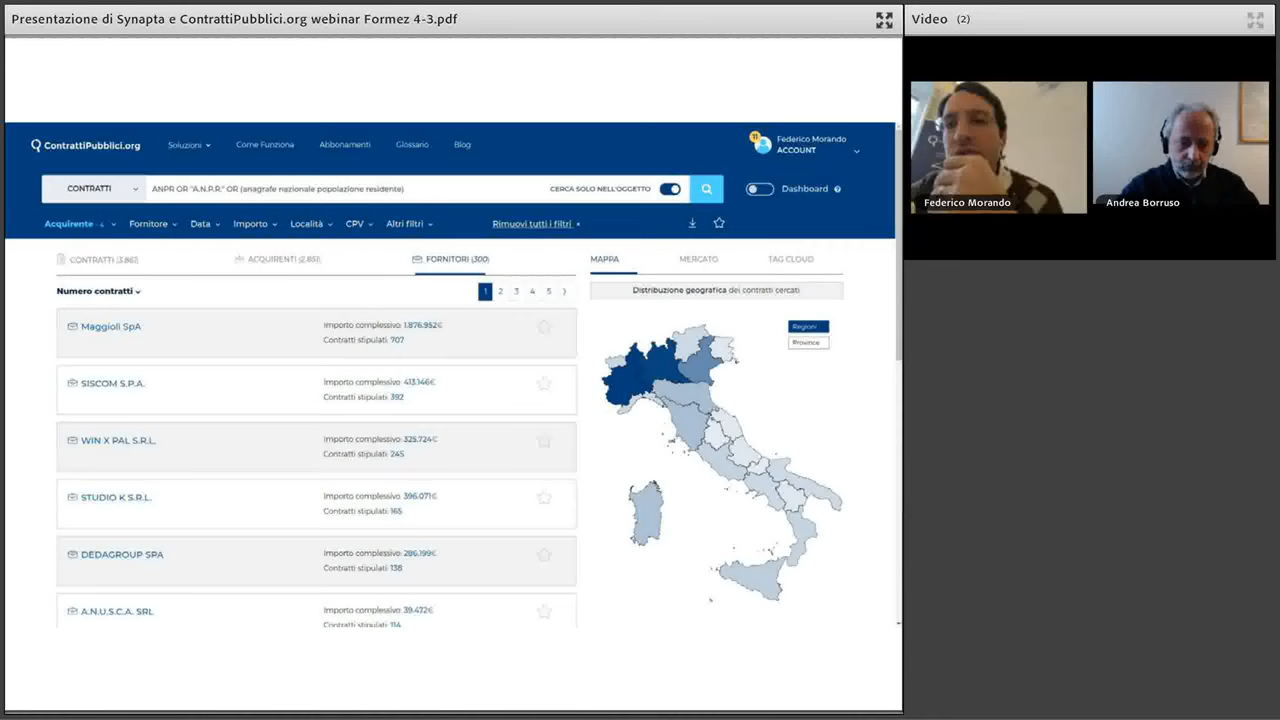 Presentazione di Synapta e ContrattiPubblici.org webinar Formez 4-3.pdf
Video (2)
ContrattiPubblici.org
Soluzioni
Come Funziona
Abbonamenti
Glossario
Blog
11
Federico Morando
ACCOUNT
CONTRATTI
ANPR OR "A.N.P.R." OR (anagrafe nazionale popolazione residente)
CERCA SOLO NELL'OGGETTO
Dashboard
Acquirente 4
Fornitore
Data
Importo
Località
CPV
Altri filtri
Rimuovi tutti i filtri
CONTRATTI (3.861)
ACQUIRENTI (2.851)
FORNITORI (300)
MAPPA
MERCATO
TAG CLOUD
Numero contratti
1 2 3 4 5
Distribuzione geografica dei contratti cercati
Regioni
Province
Maggioli SpA
Importo complessivo: 1.876.952€
Contratti stipulati: 707
SISCOM S.P.A.
Importo complessivo: 413.146€
Contratti stipulati: 392
WIN X PAL S.R.L.
Importo complessivo: 325.724€
Contratti stipulati: 245
STUDIO K S.R.L.
Importo complessivo: 396.071€
Contratti stipulati: 165
DEDAGROUP SPA
Importo complessivo: 286.199€
Contratti stipulati: 138
A.N.U.S.C.A. SRL
Importo complessivo: 39.472€
Contratti stipulati: 114
Federico Morando
Andrea Borruso